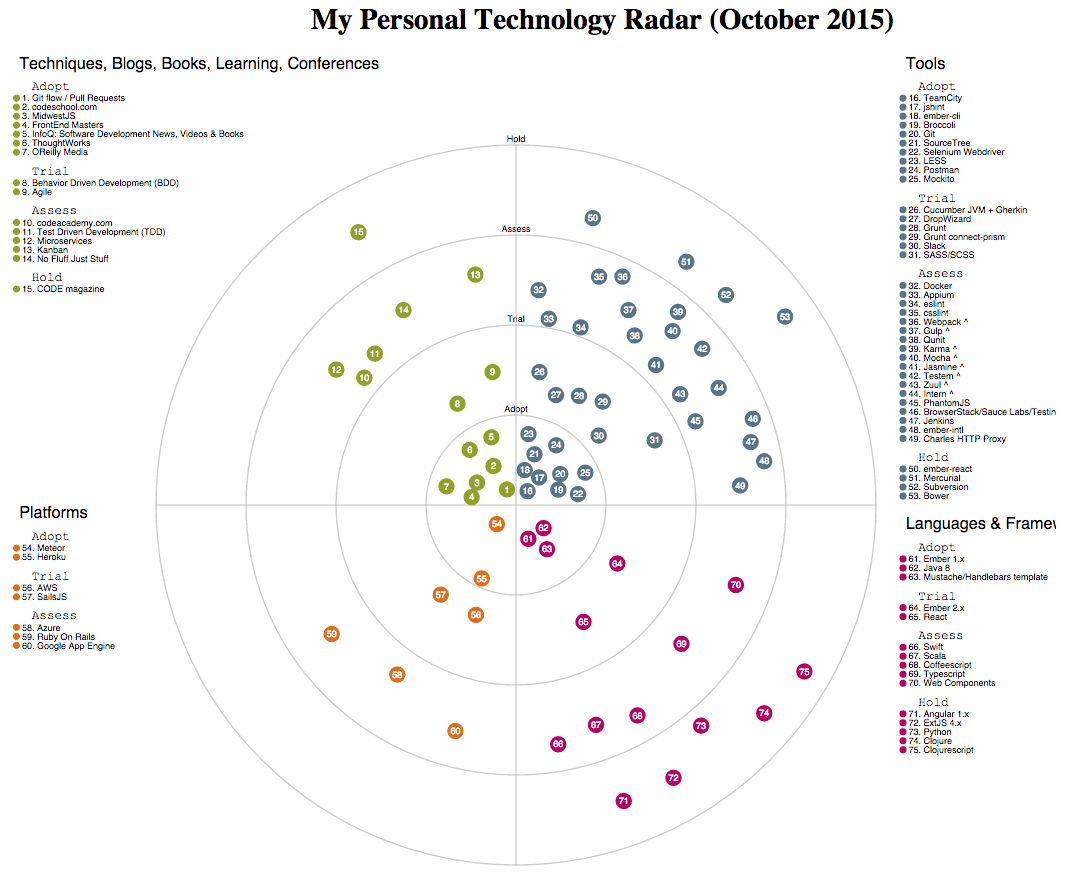 My Personal Technology Radar (October 2015)
Techniques, Blogs, Books, Learning, Conferences
Adopt
1. Git flow / Pull Requests
2. codeschool.com
3. MidwestJS
4. FrontEnd Masters
5. InfoQ: Software Development News, Videos & Books
6. ThoughtWorks
7. OReilly Media
Trial
8. Behavior Driven Development (BDD)
9. Agile
Assess
10. codeacademy.com
11. Test Driven Development (TDD)
12. Microservices
13. Kanban
14. No Fluff Just Stuff
Hold
15. CODE magazine
Platforms
Adopt
54. Meteor
55. Heroku
Trial
56. AWS
57. SailsJS
Assess
58. Azure
59. Ruby On Rails
60. Google App Engine
Hold
50
15
Assess
51
13
35
36
32
52
14
37
39
53
Trial
33
34
40
38
42
11
41
12
9
26
10
44
43
27
28
29
8
Adopt
46
45
23
30
5
31
47
24
6
21
48
2
18
25
20
17
3
49
7
1
16
19
22
4
54
62
61
63
64
55
70
57
56
65
59
69
75
58
74
68
67
73
60
66
72
71
Tools
Adopt
16. TeamCity
17. jshint
18. ember-cli
19. Broccoli
20. Git
21. SourceTree
22. Selenium Webdriver
23. LESS
24. Postman
25. Mockito
Trial
26. Cucumber JVM + Gherkin
27. DropWizard
28. Grunt
29. Grunt connect-prism
30. Slack
31. SASS/SCSS
Assess
32. Docker
33. Appium
34. eslint
35. csslint
36. Webpack ^
37. Gulp ^
38. Qunit
39. Karma ^
40. Mocha ^
41. Jasmine ^
42. Testem ^
43. Zuul ^
44. Intern ^
45. PhantomJS
46. BrowserStack/Sauce Labs/Testin
47. Jenkins
48. ember-intl
49. Charles HTTP Proxy
Hold
50. ember-react
51. Mercurial
52. Subversion
53. Bower
Languages & Framew
Adopt
61. Ember 1.x
62. Java 8
63. Mustache/Handlebars template
Trial
64. Ember 2.x
65. React
Assess
66. Swift
67. Scala
68. Coffeescript
69. Typescript
70. Web Components
Hold
71. Angular 1.x
72. ExtJS 4.x
73. Python
74. Clojure
75. Clojurescript